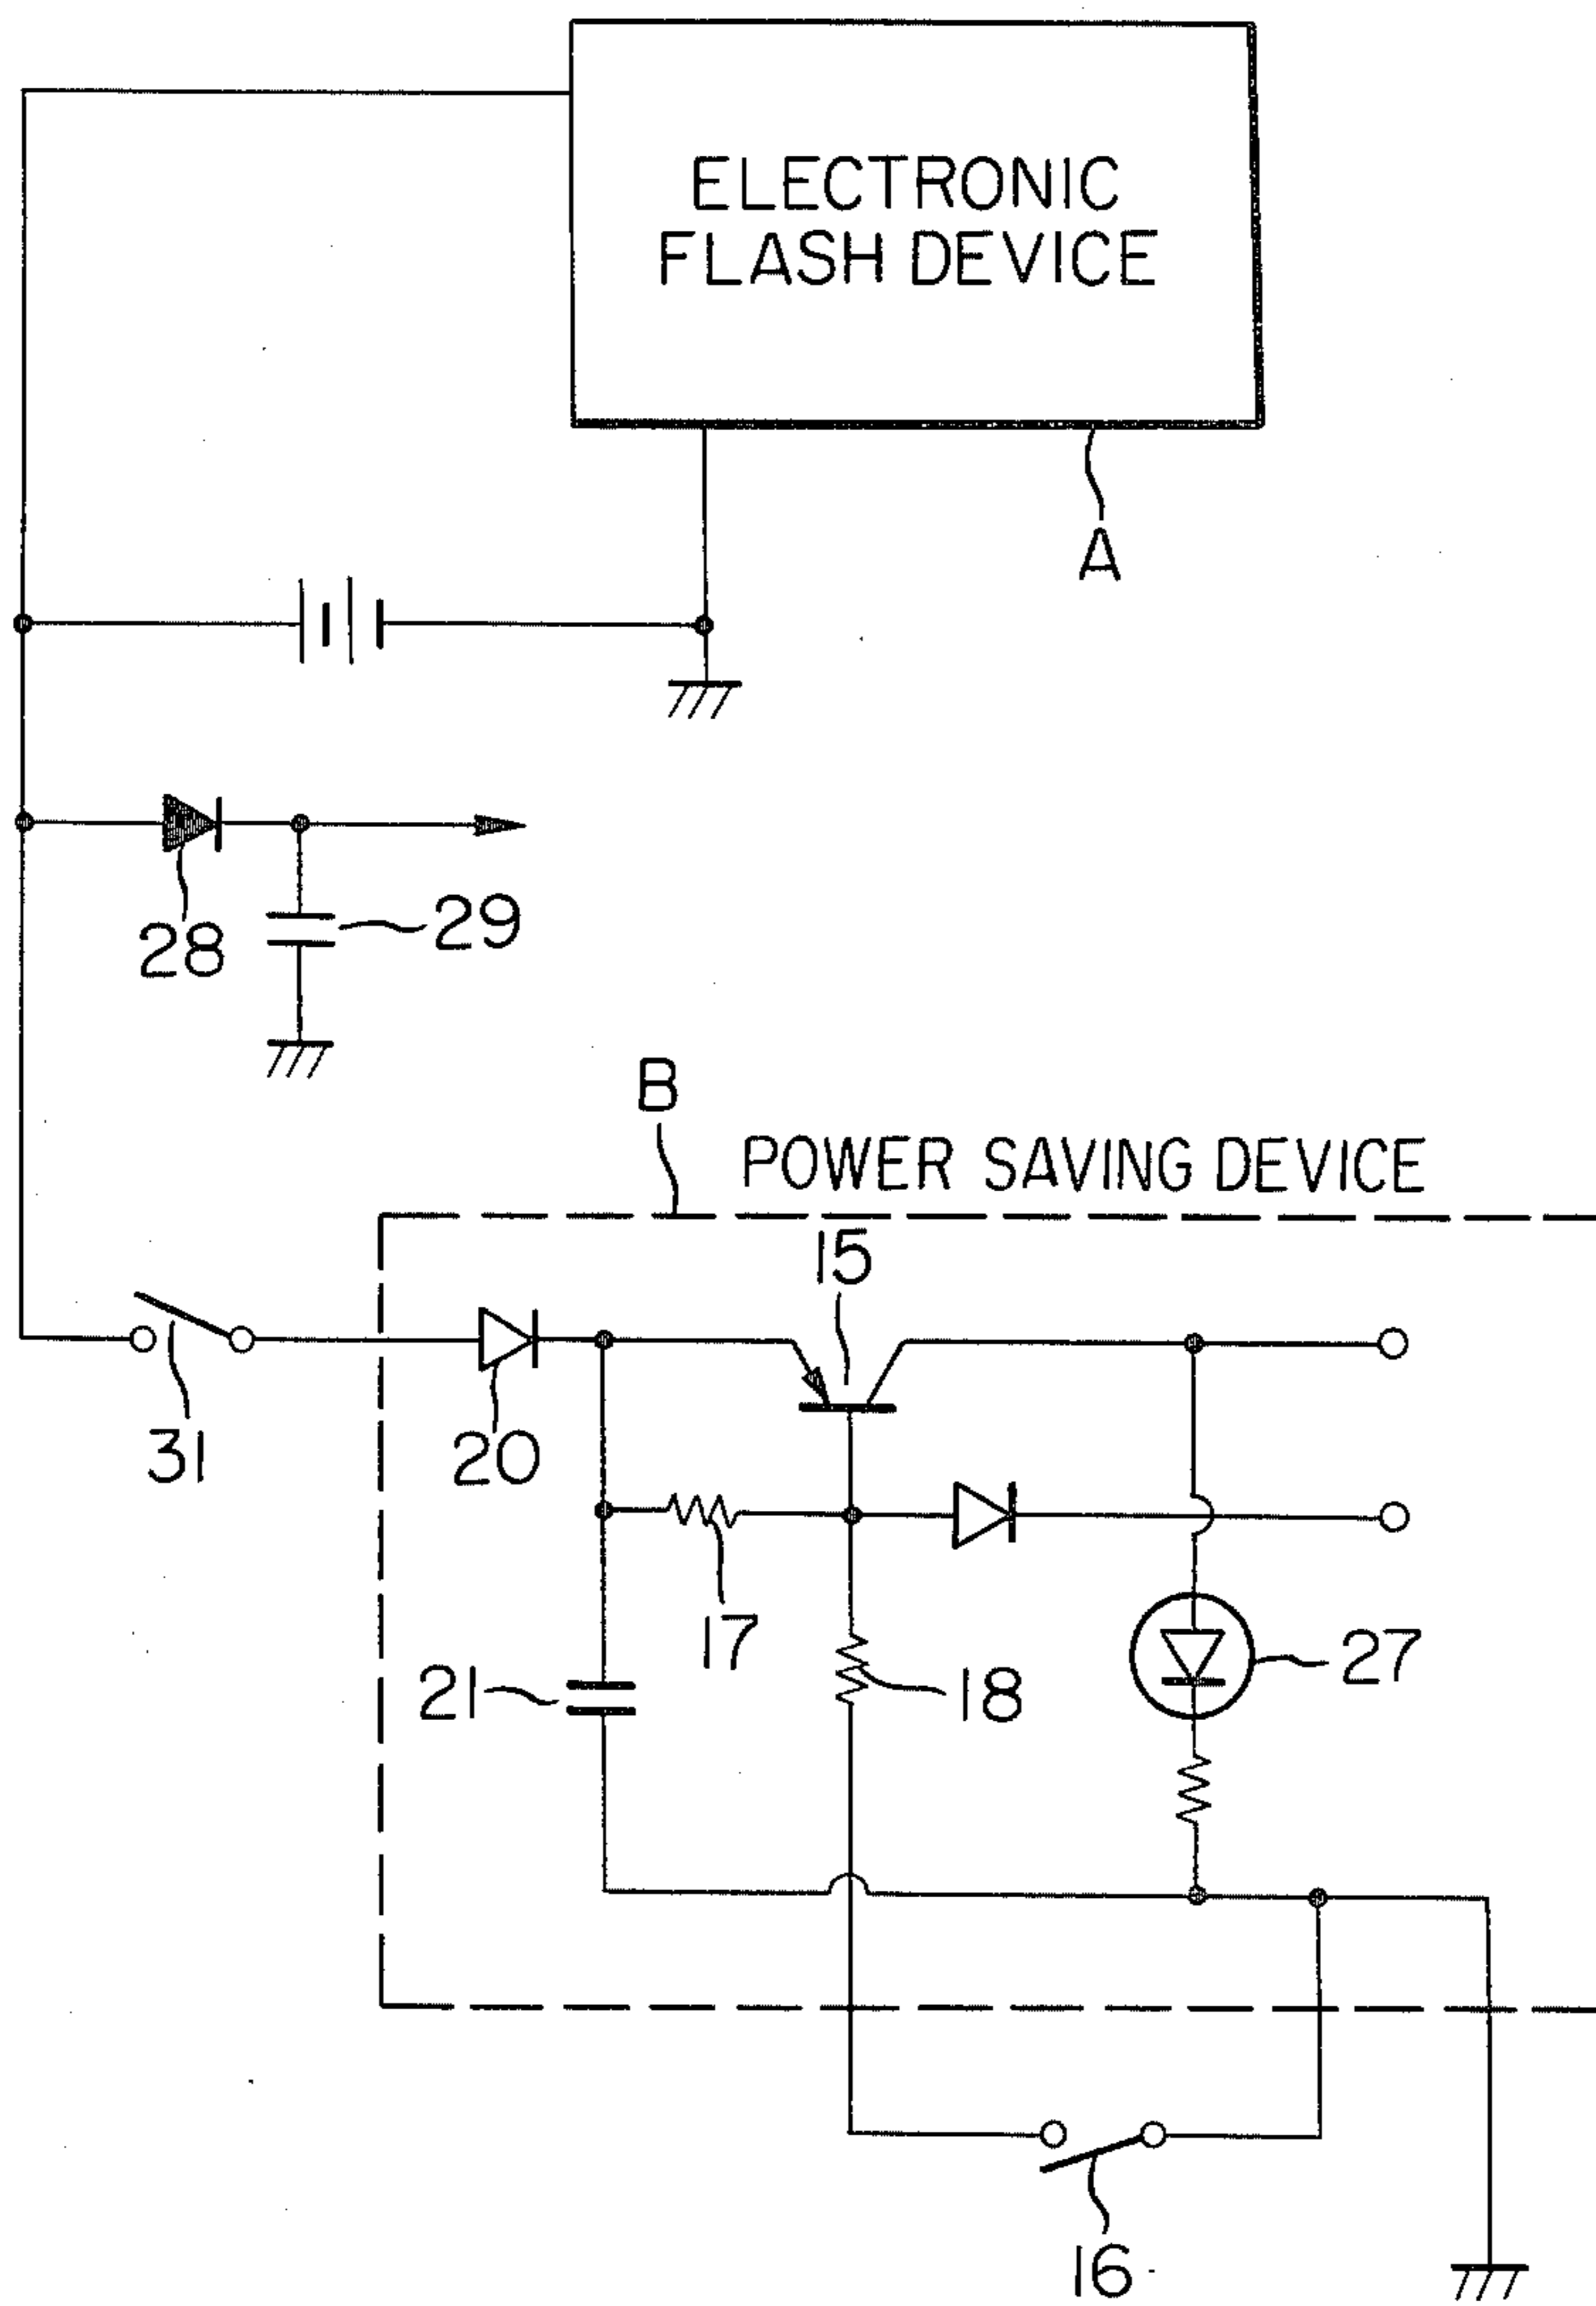 ELECTRONIC
FLASH DEVICE
A
28
29
B
POWER SAVING DEVICE
15
31
20
17
21
18
27
16